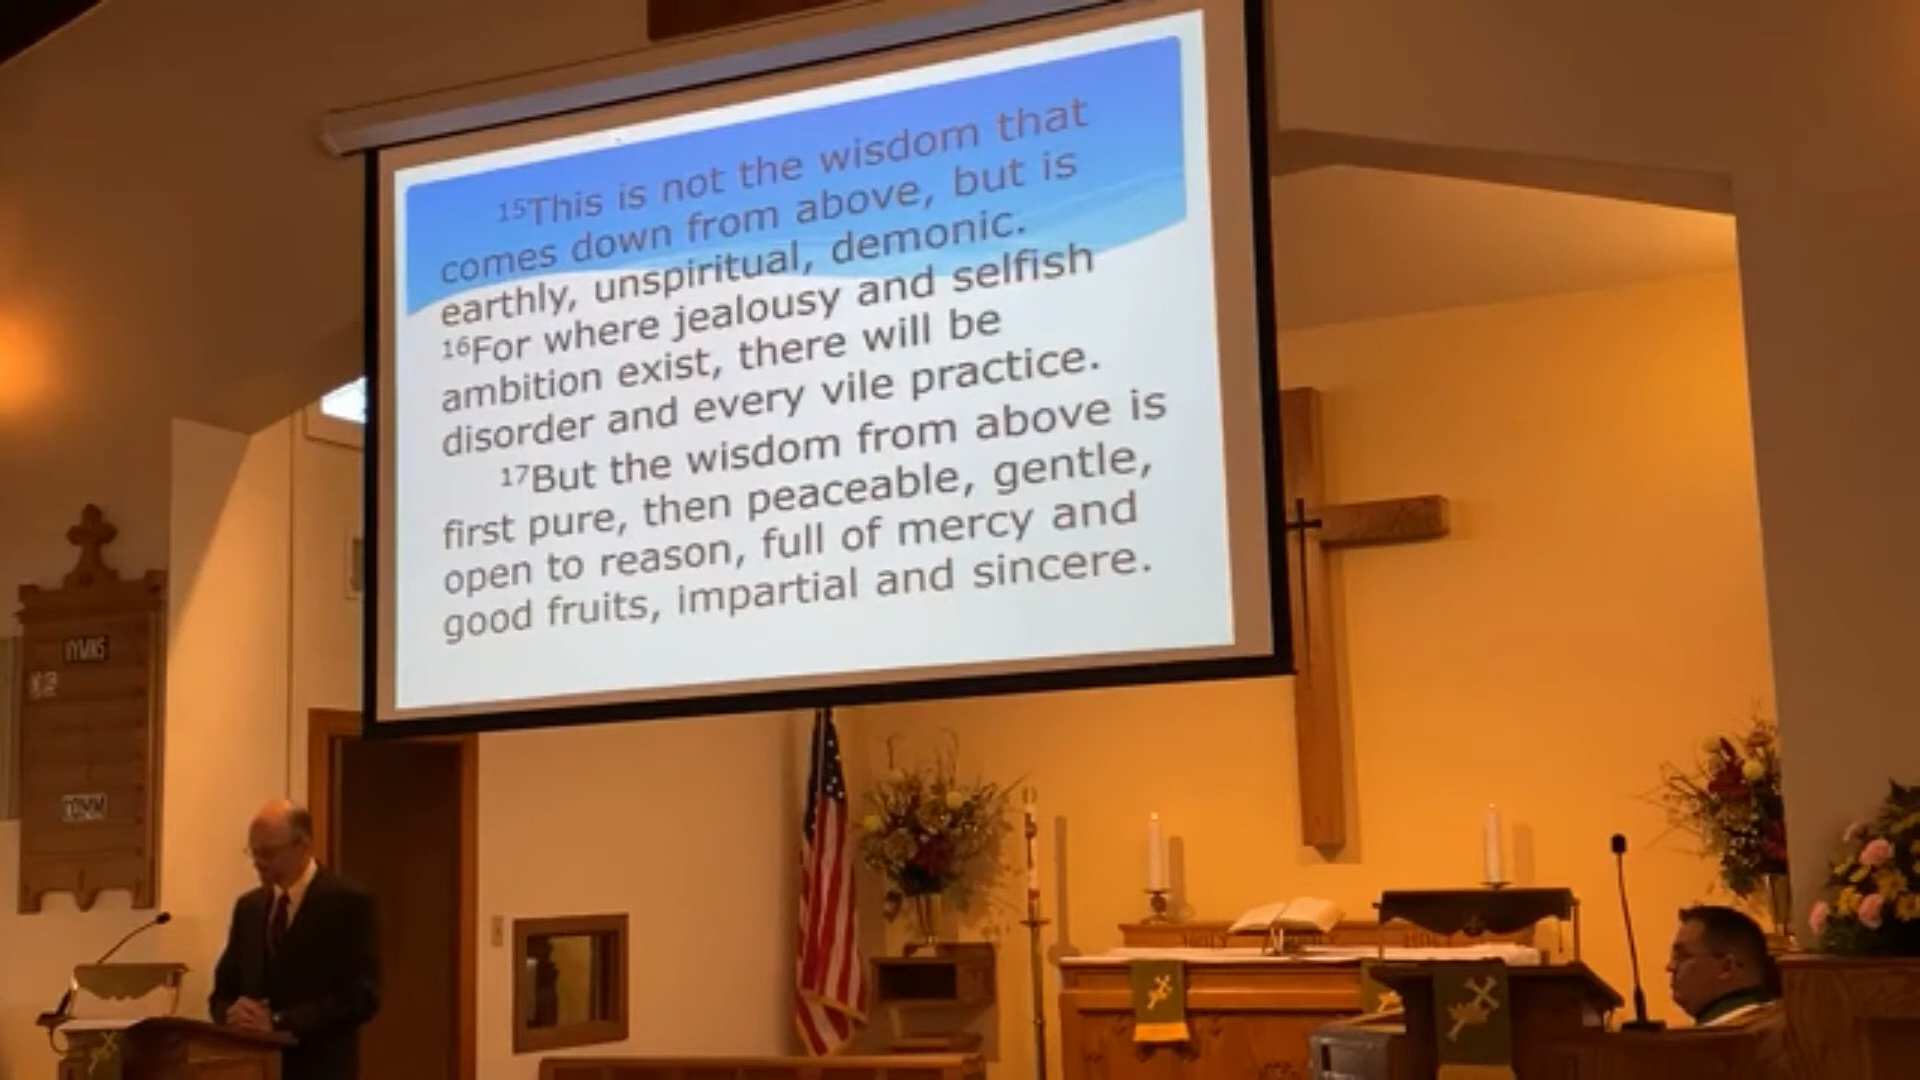 15This is not the wisdom that
comes down from above, but is
earthly, unspiritual, demonic.
16For where jealousy and selfish
ambition exist, there will be
disorder and every vile practice.
17But the wisdom from above is
first pure, then peaceable, gentle,
open to reason, full of mercy and
good fruits, impartial and sincere.
HYMNS
COMM